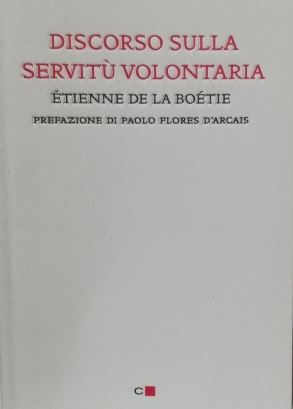 DISCORSO SULLA
SERVITÙ VOLONTARIA
ÉTIENNE DE LA BOÉTIE
PREFAZIONE DI PAOLO FLORES D'ARCAIS
C